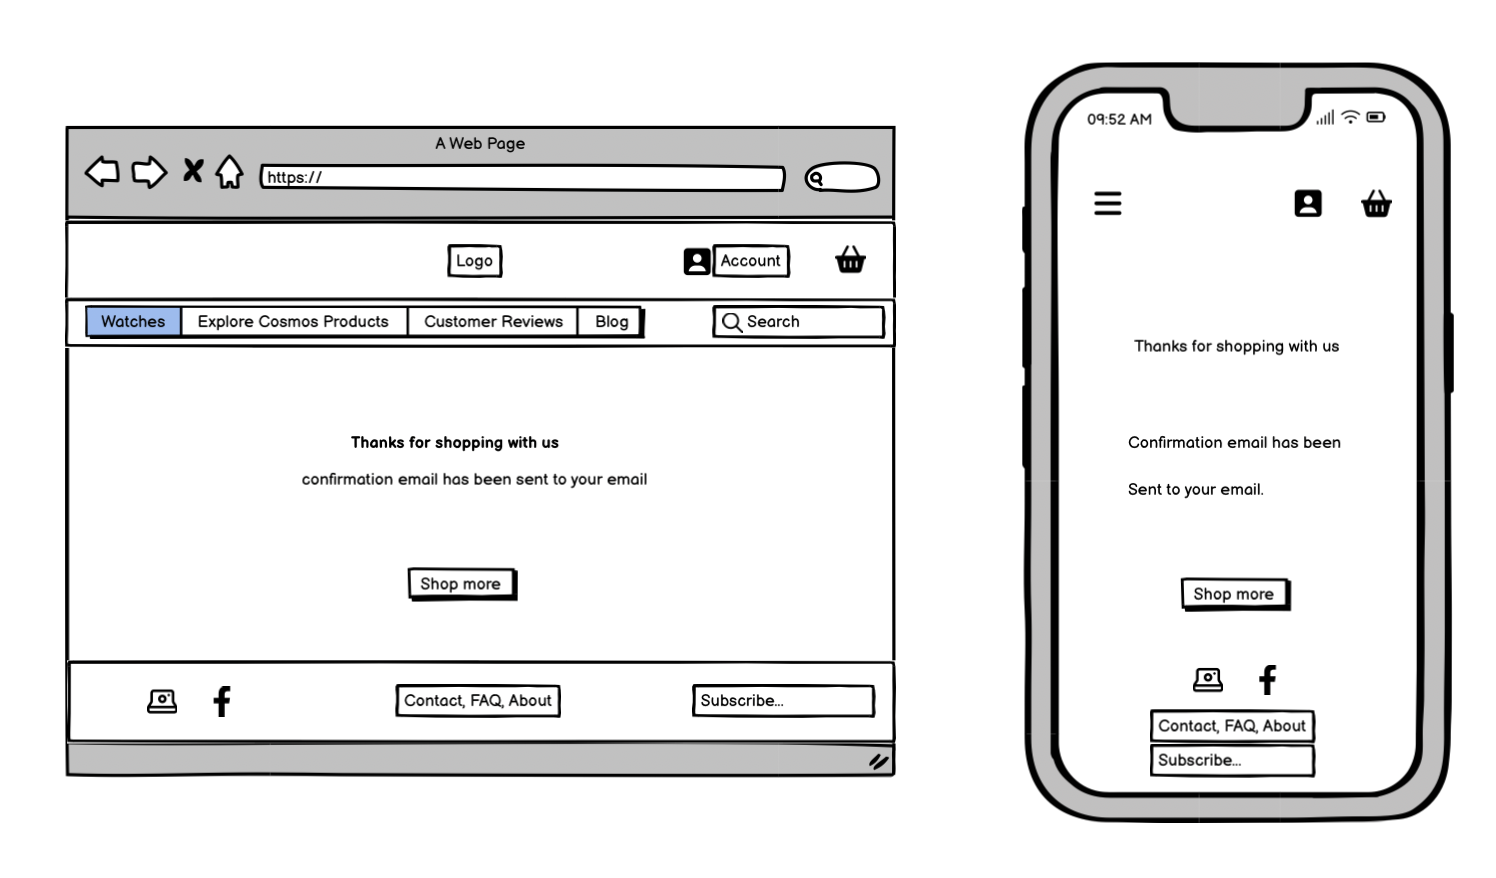 A Web Page
https://
Logo
Account
Watches Explore Cosmos Products Customer Reviews Blog
Search
Thanks for shopping with us
confirmation email has been sent to your email
Shop more
Contact, FAQ, About
Subscribe...
09:52 AM
Thanks for shopping with us
Confirmation email has been
Sent to your email.
Shop more
Contact, FAQ, About
Subscribe...